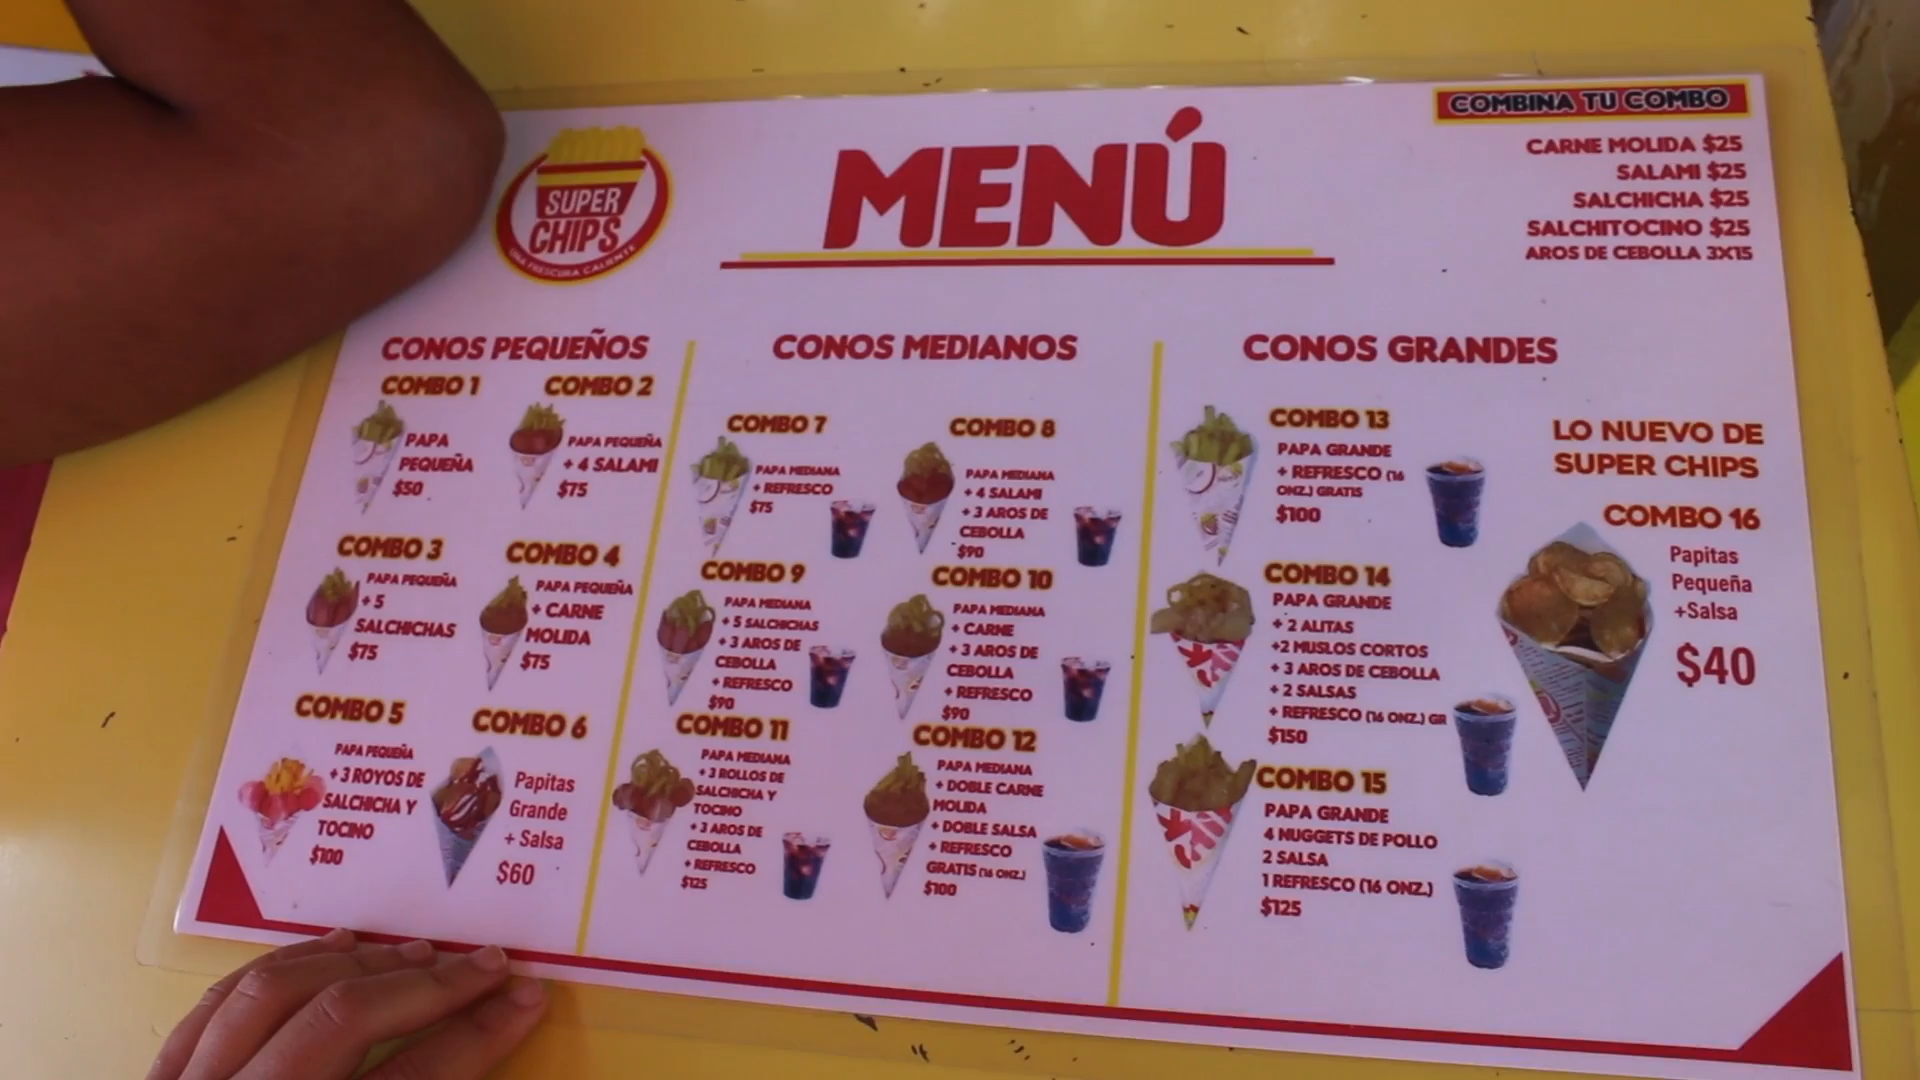 SUPER
CHIPS
UNA FRESCURA CALIENTE
MENÚ
COMBINA TU COMBO
CARNE MOLIDA $25
SALAMI $25
SALCHICHA $25
SALCHITOCINO $25
AROS DE CEBOLLA 3X15
CONOS PEQUEÑOS
COMBO 1
PAPA
PEQUEÑA
$50
COMBO 2
PAPA PEQUEÑA
+ 4 SALAMI
$75
COMBO 3
PAPA PEQUEÑA
+ 5
SALCHICHAS
$75
COMBO 4
PAPA PEQUEÑA
+ CARNE
MOLIDA
$75
COMBO 5
PAPA PEQUEÑA
+ 3 ROYOS DE
SALCHICHA Y
TOCINO
$100
COMBO 6
Papitas
Grande
+ Salsa
$60
CONOS MEDIANOS
COMBO 7
PAPA MEDIANA
+ REFRESCO
$75
COMBO 8
PAPA MEDIANA
+ 4 SALAMI
+ 3 AROS DE
CEBOLLA
$90
COMBO 9
PAPA MEDIANA
+ 5 SALCHICHAS
+ 3 AROS DE
CEBOLLA
+ REFRESCO
$90
COMBO 10
PAPA MEDIANA
+ CARNE
+ 3 AROS DE
CEBOLLA
+ REFRESCO
$90
COMBO 11
PAPA MEDIANA
+ 3 ROLLOS DE
SALCHICHA Y
TOCINO
+ 3 AROS DE
CEBOLLA
+ REFRESCO
$125
COMBO 12
PAPA MEDIANA
+ DOBLE CARNE
MOLIDA
+ DOBLE SALSA
+ REFRESCO
GRATIS (16 ONZ.)
$100
CONOS GRANDES
COMBO 13
PAPA GRANDE
+ REFRESCO (16
ONZ.) GRATIS
$100
COMBO 14
PAPA GRANDE
+ 2 ALITAS
+2 MUSLOS CORTOS
+ 3 AROS DE CEBOLLA
+ 2 SALSAS
+ REFRESCO (16 ONZ.) GR
$150
COMBO 15
PAPA GRANDE
4 NUGGETS DE POLLO
2 SALSA
1 REFRESCO (16 ONZ.)
$125
LO NUEVO DE
SUPER CHIPS
COMBO 16
Papitas
Pequeña
+Salsa
$40